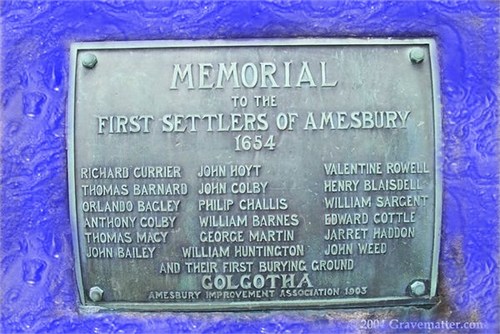 MEMORIAL
TO THE
FIRST SETTLERS OF AMESBURY
1654
RICHARD CURRIER JOHN HOYT VALENTINE ROWELL
THOMAS BARNARD JOHN COLBY HENRY BLAISDELL
ORLANDO BAGLEY PHILIP CHALLIS WILLIAM SARGENT
ANTHONY COLBY WILLIAM BARNES EDWARD COTTLE
THOMAS MACY GEORGE MARTIN JARRET HADDON
JOHN BAILEY WILLIAM HUNTINGTON JOHN WEED
AND THEIR FIRST BURYING GROUND
GOLGOTHA
AMESBURY IMPROVEMENT ASSOCIATION 1903
2007 Gravematter.com